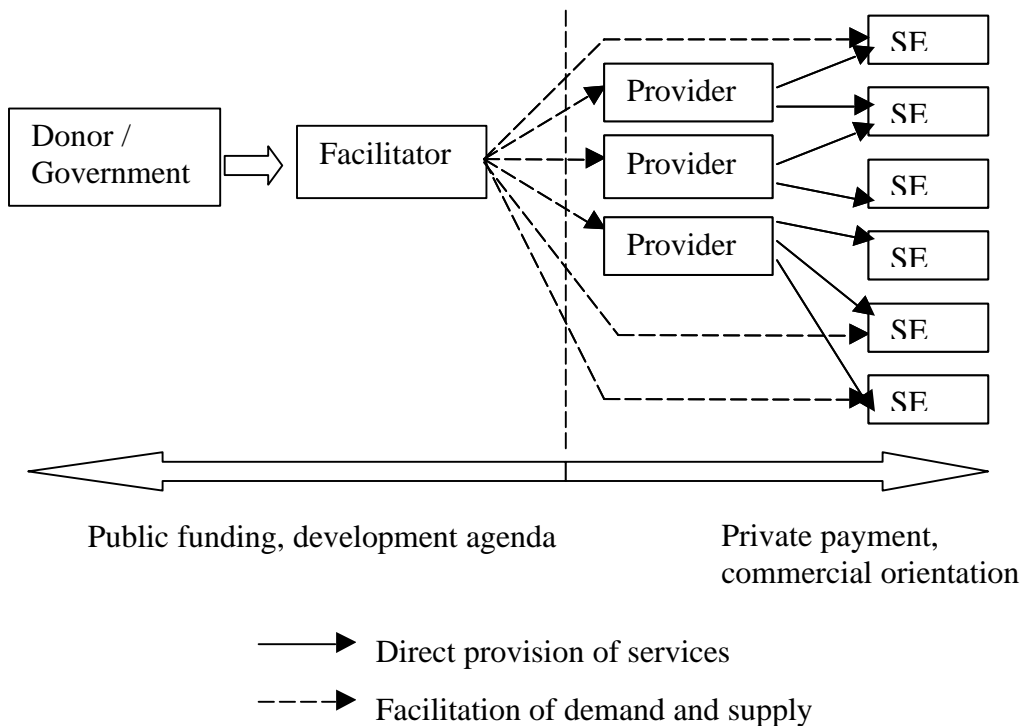 Donor /
Government
Facilitator
Provider
Provider
Provider
SE
SE
SE
SE
SE
SE
Public funding, development agenda
Private payment,
commercial orientation
Direct provision of services
Facilitation of demand and supply